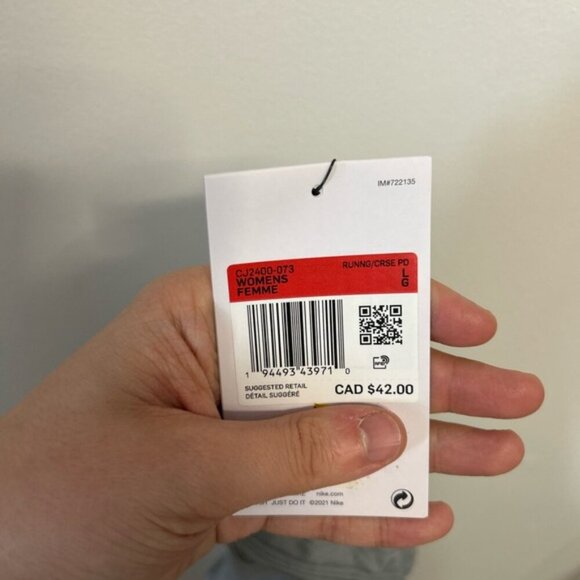 IM#722135
CJ2400-073 RUNNG/CRSE PD
WOMENS L
FEMME G
1 94493 43971 0
SUGGESTED RETAIL
DÉTAIL SUGGÉRÉ CAD $42.00
nike.com
JUST DO IT ©2021 Nike